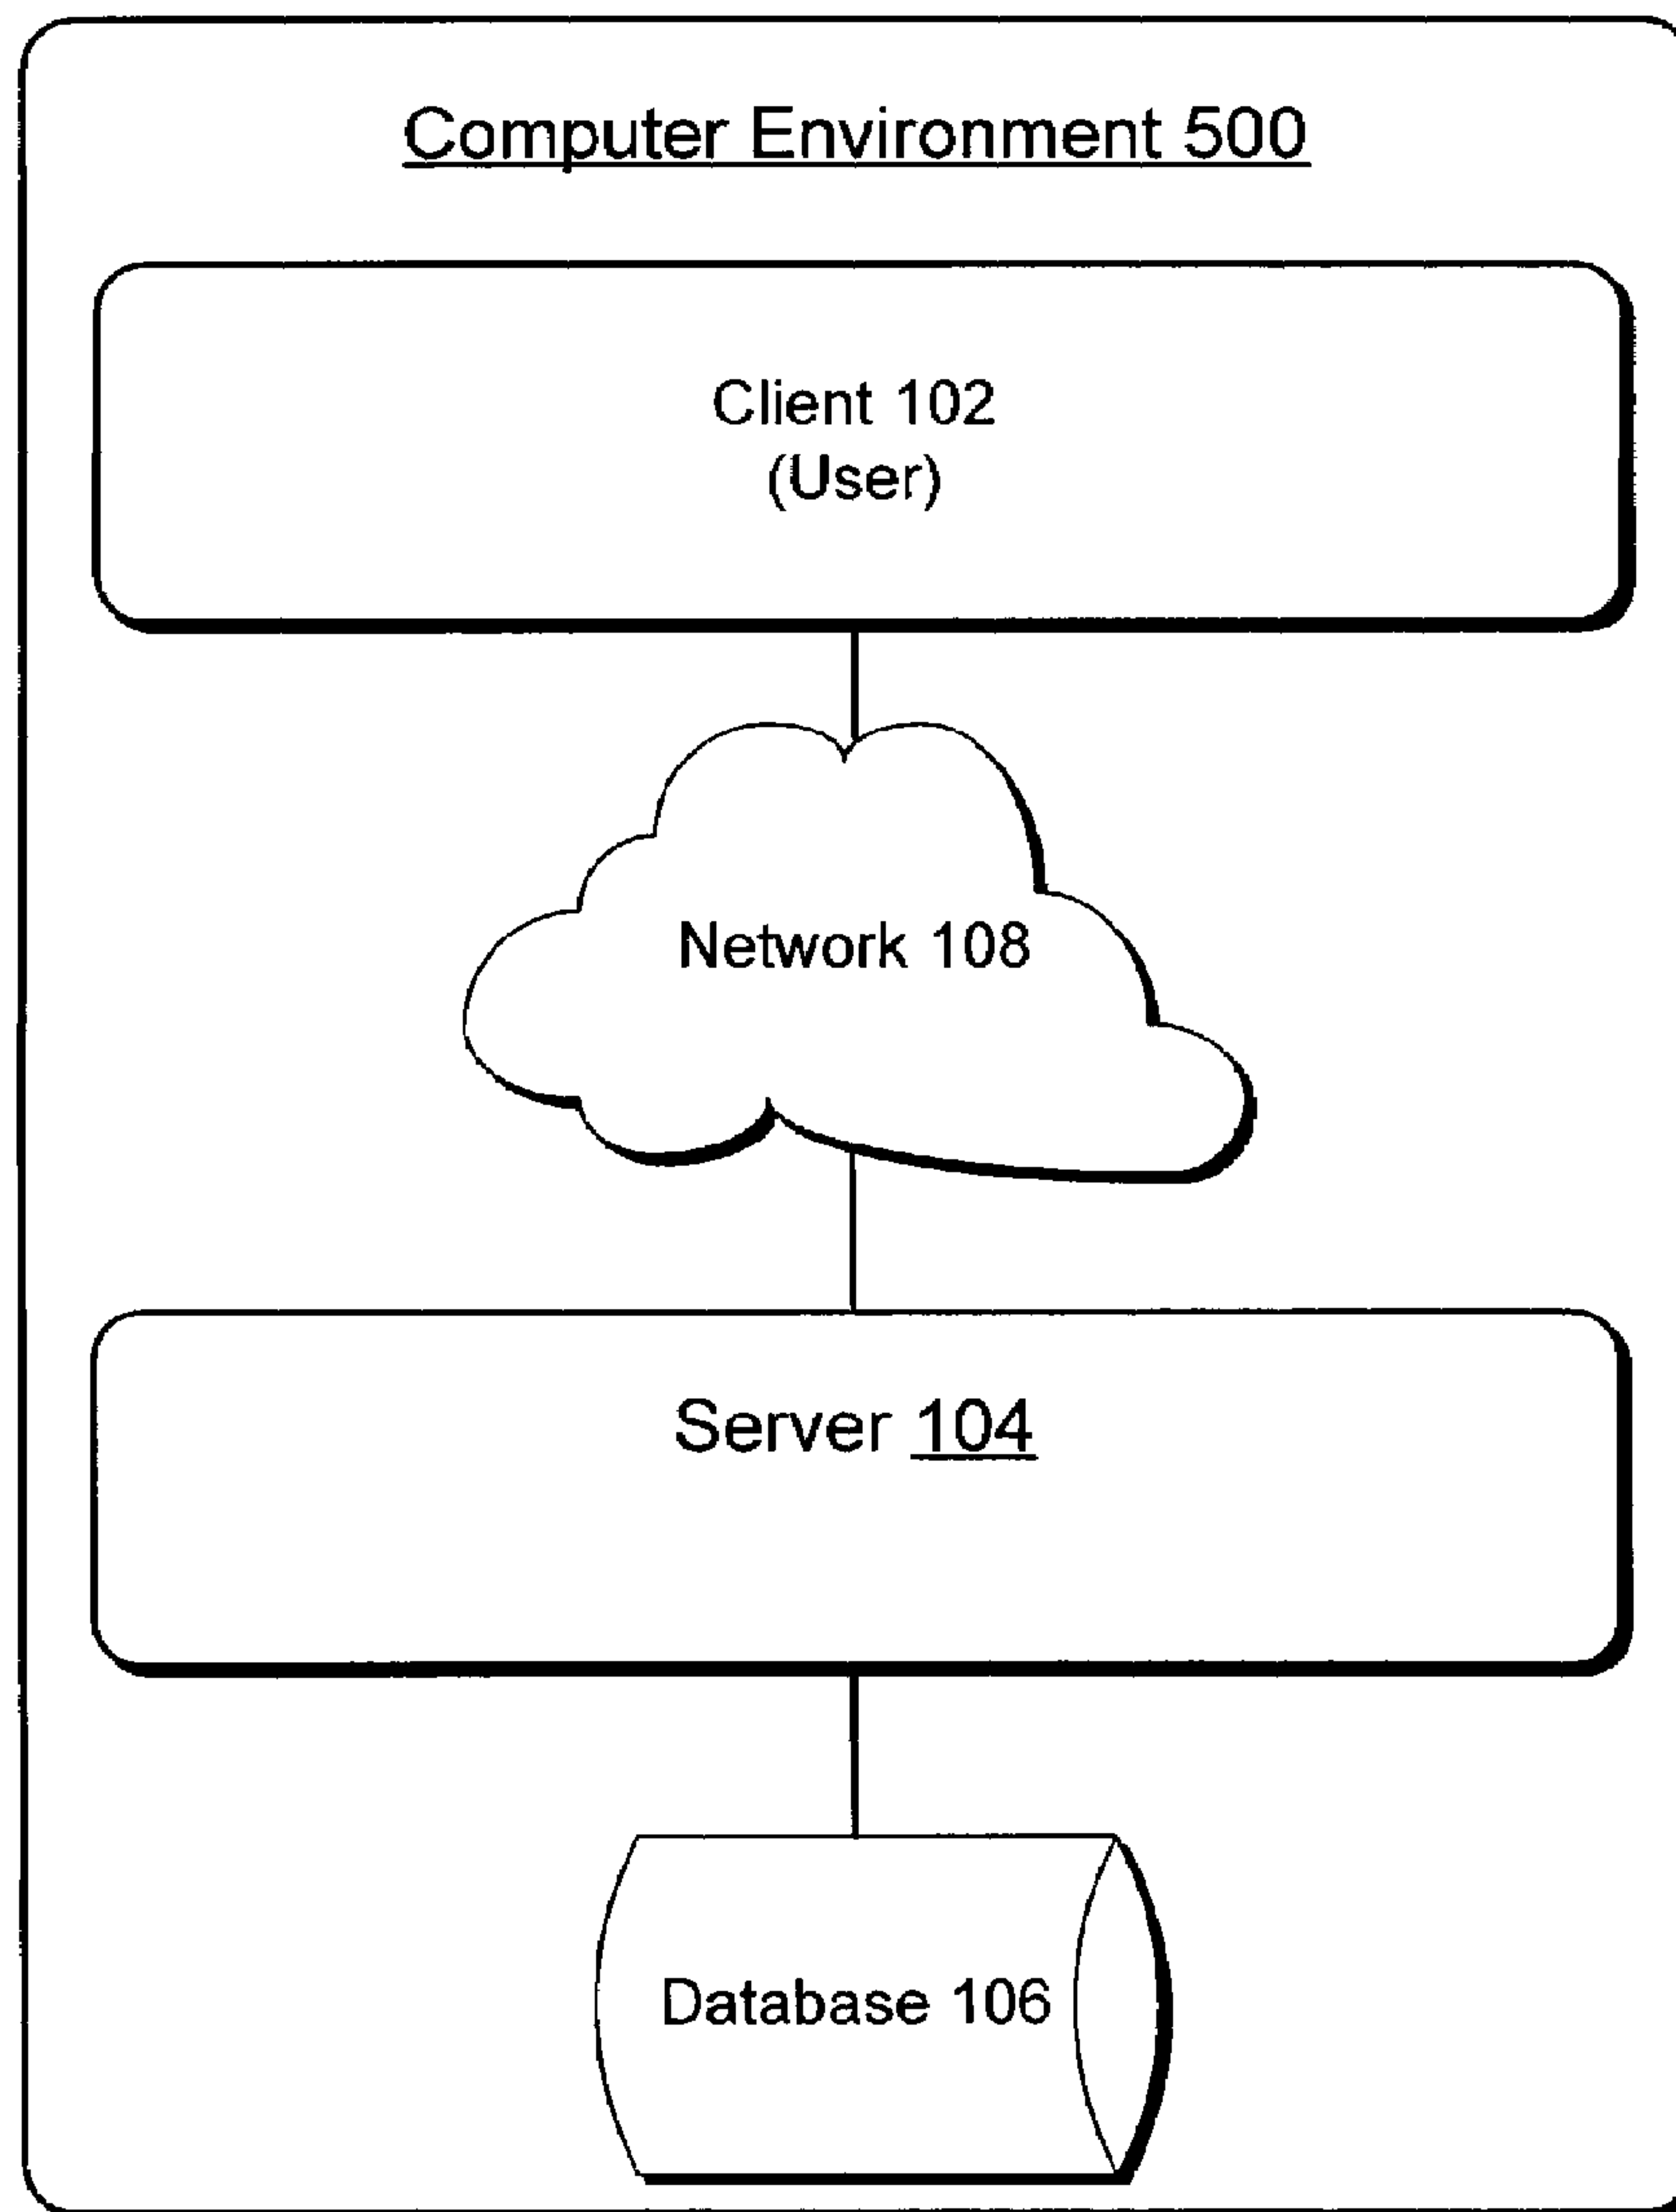 Computer Environment 500
Client 102
(User)
Network 108
Server 104
Database 106